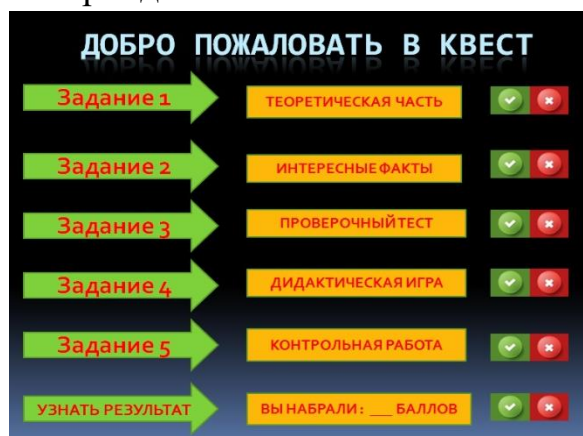 ДОБРО ПОЖАЛОВАТЬ В КВЕСТ
Задание 1
ТЕОРЕТИЧЕСКАЯ ЧАСТЬ
Задание 2
ИНТЕРЕСНЫЕ ФАКТЫ
Задание 3
ПРОВЕРОЧНЫЙ ТЕСТ
Задание 4
ДИДАКТИЧЕСКАЯ ИГРА
Задание 5
КОНТРОЛЬНАЯ РАБОТА
УЗНАТЬ РЕЗУЛЬТАТ
ВЫ НАБРАЛИ: ___ БАЛЛОВ